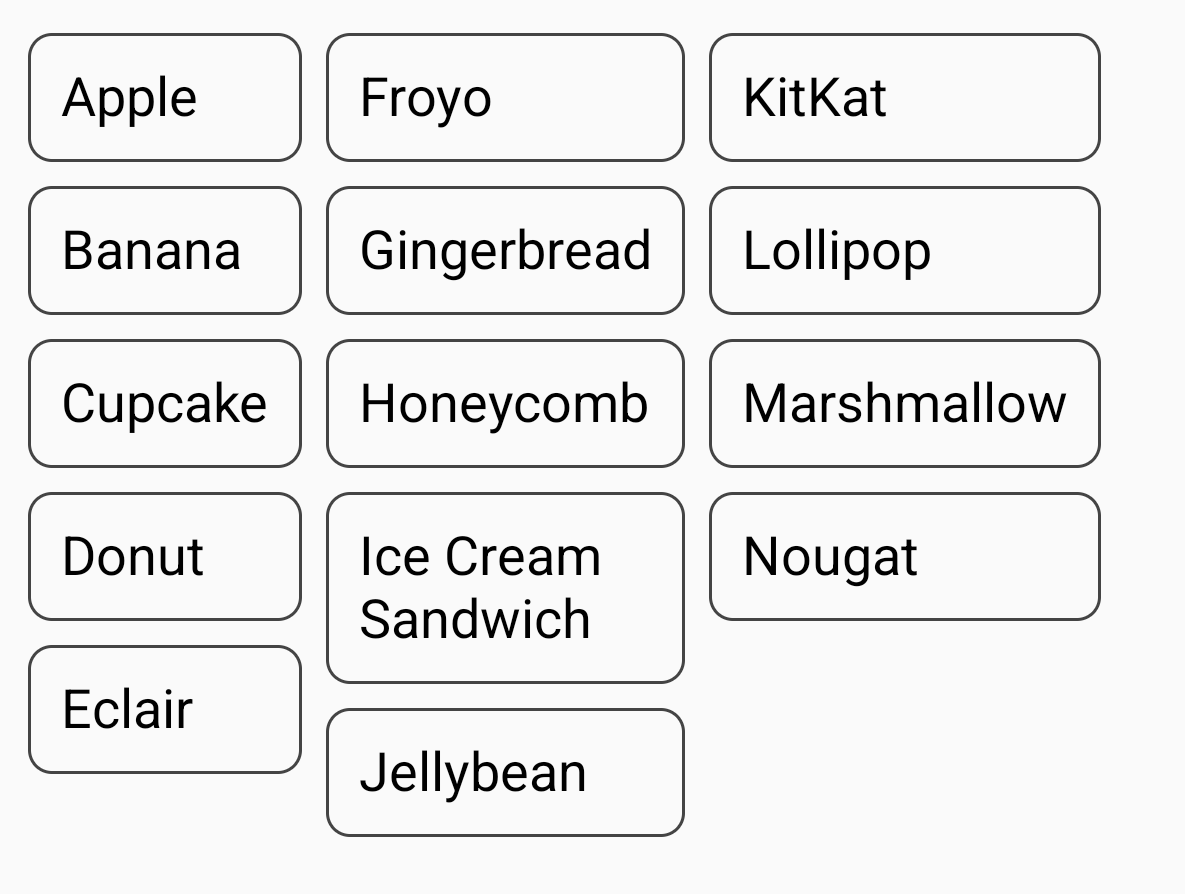 Apple
Banana
Cupcake
Donut
Eclair
Froyo
Gingerbread
Honeycomb
Ice Cream
Sandwich
Jellybean
KitKat
Lollipop
Marshmallow
Nougat